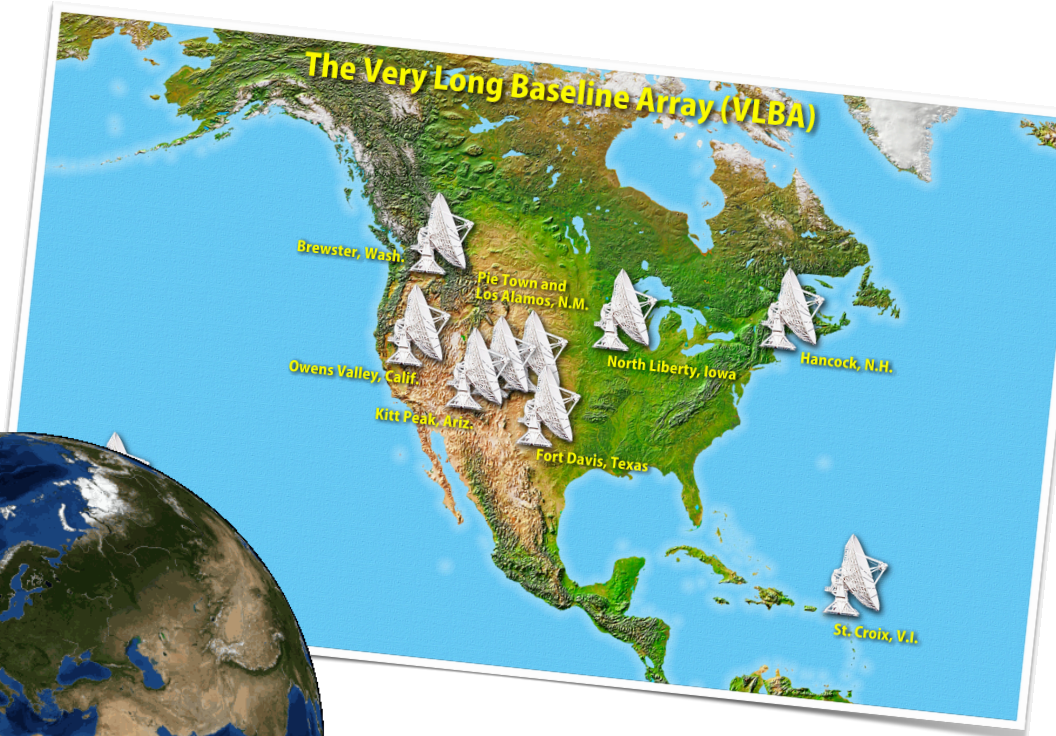 The Very Long Baseline Array (VLBA)
Brewster, Wash.
Pie Town and
Los Alamos, N.M.
Owens Valley, Calif.
North Liberty, Iowa
Hancock, N.H.
Kitt Peak, Ariz.
Fort Davis, Texas
St. Croix, V.I.